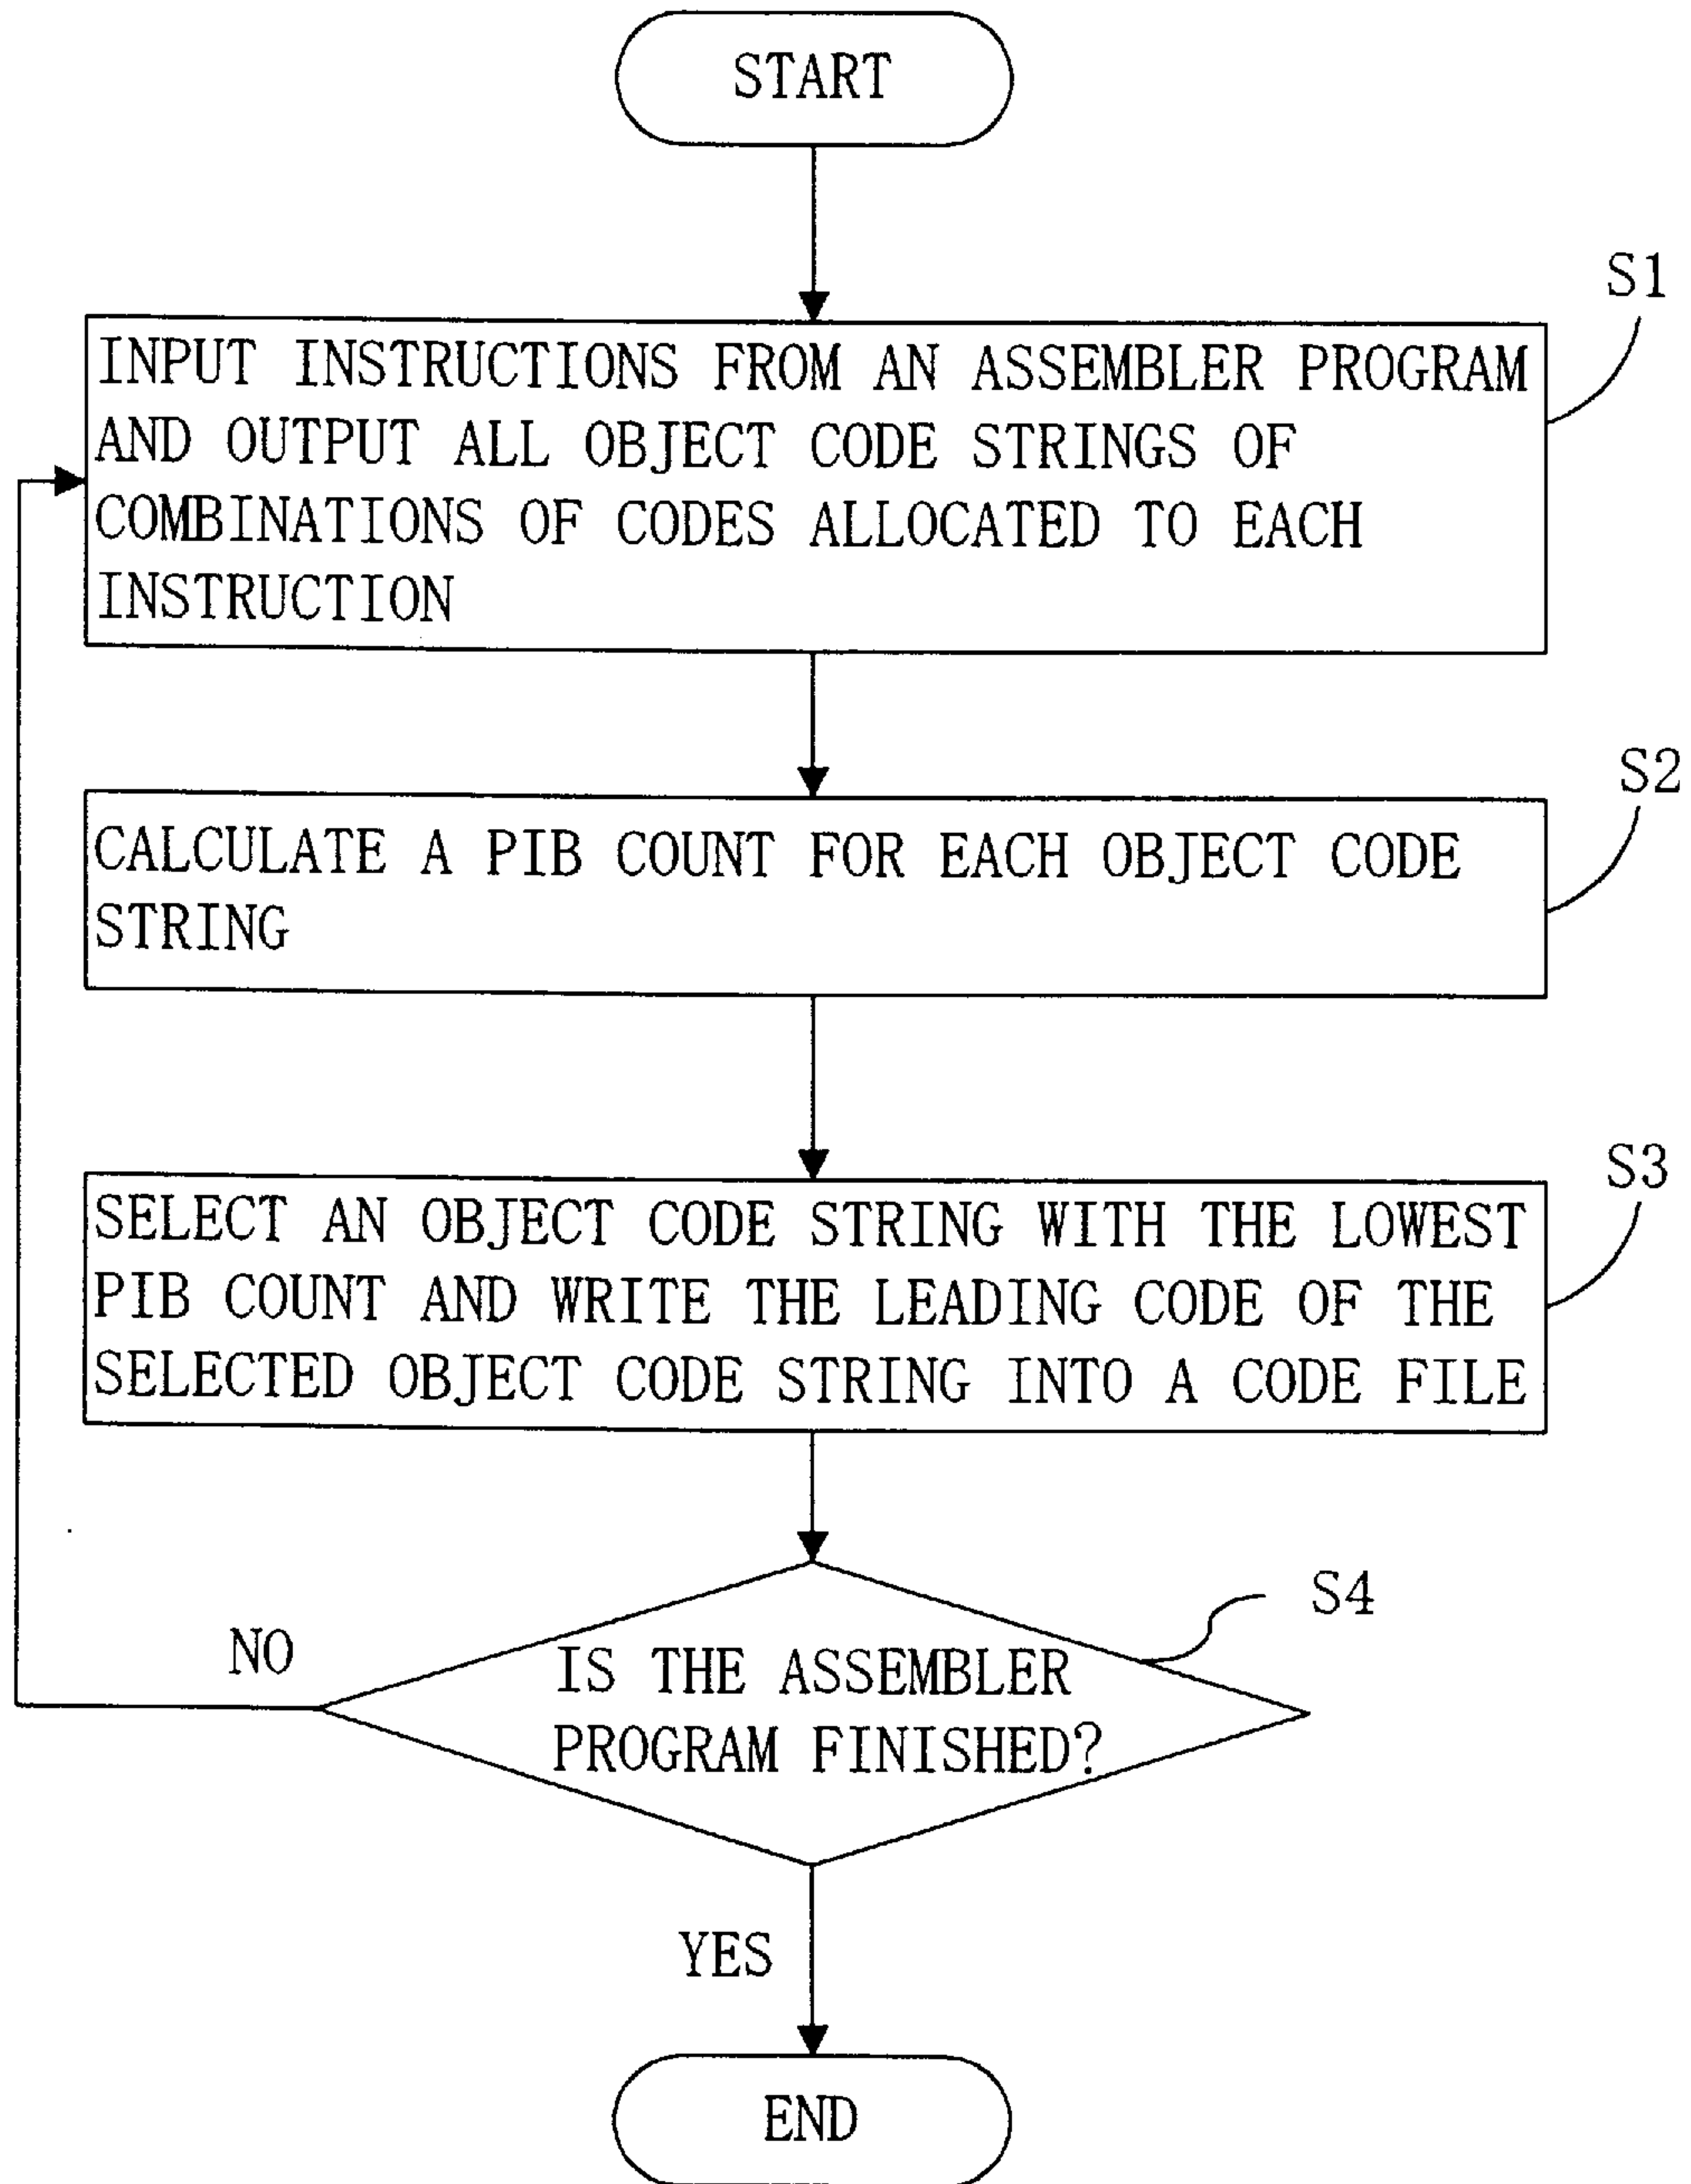 START
S1
INPUT INSTRUCTIONS FROM AN ASSEMBLER PROGRAM
AND OUTPUT ALL OBJECT CODE STRINGS OF
COMBINATIONS OF CODES ALLOCATED TO EACH
INSTRUCTION
S2
CALCULATE A PIB COUNT FOR EACH OBJECT CODE
STRING
S3
SELECT AN OBJECT CODE STRING WITH THE LOWEST
PIB COUNT AND WRITE THE LEADING CODE OF THE
SELECTED OBJECT CODE STRING INTO A CODE FILE
S4
NO
IS THE ASSEMBLER
PROGRAM FINISHED?
YES
END